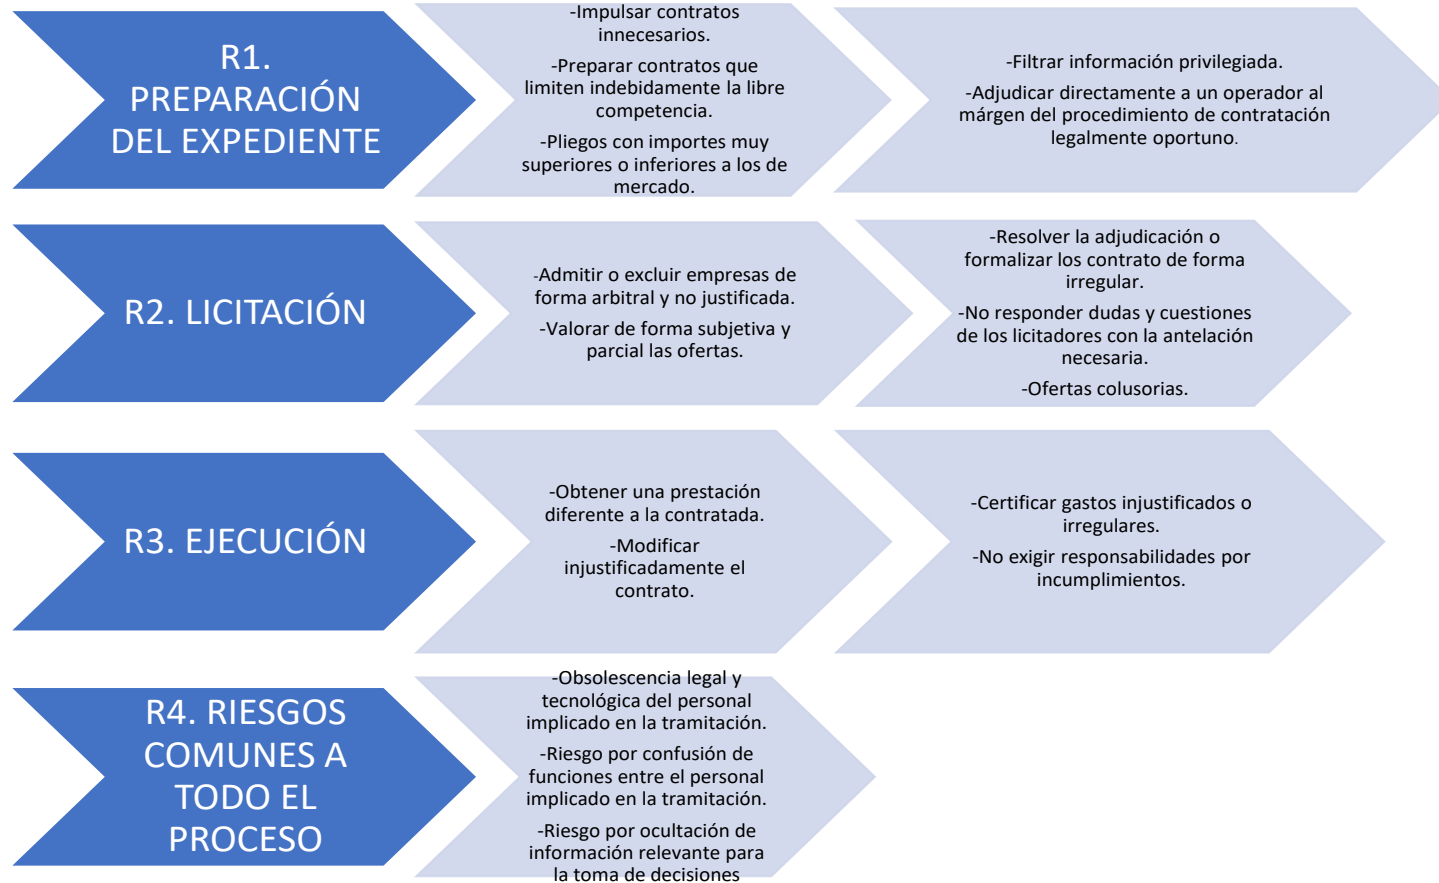 R1.
PREPARACIÓN
DEL EXPEDIENTE
-Impulsar contratos
innecesarios.
-Preparar contratos que
limiten indebidamente la libre
competencia.
-Pliegos con importes muy
superiores o inferiores a los de
mercado.
-Filtrar información privilegiada.
-Adjudicar directamente a un operador al
márgen del procedimiento de contratación
legalmente oportuno.
R2. LICITACIÓN
-Admitir o excluir empresas de
forma arbitral y no justificada.
-Valorar de forma subjetiva y
parcial las ofertas.
-Resolver la adjudicación o
formalizar los contrato de forma
irregular.
-No responder dudas y cuestiones
de los licitadores con la antelación
necesaria.
-Ofertas colusorias.
R3. EJECUCIÓN
-Obtener una prestación
diferente a la contratada.
-Modificar
injustificadamente el
contrato.
-Certificar gastos injustificados o
irregulares.
-No exigir responsabilidades por
incumplimientos.
R4. RIESGOS
COMUNES A
TODO EL
PROCESO
-Obsolescencia legal y
tecnológica del personal
implicado en la tramitación.
-Riesgo por confusión de
funciones entre el personal
implicado en la tramitación.
-Riesgo por ocultación de
información relevante para
la toma de decisiones